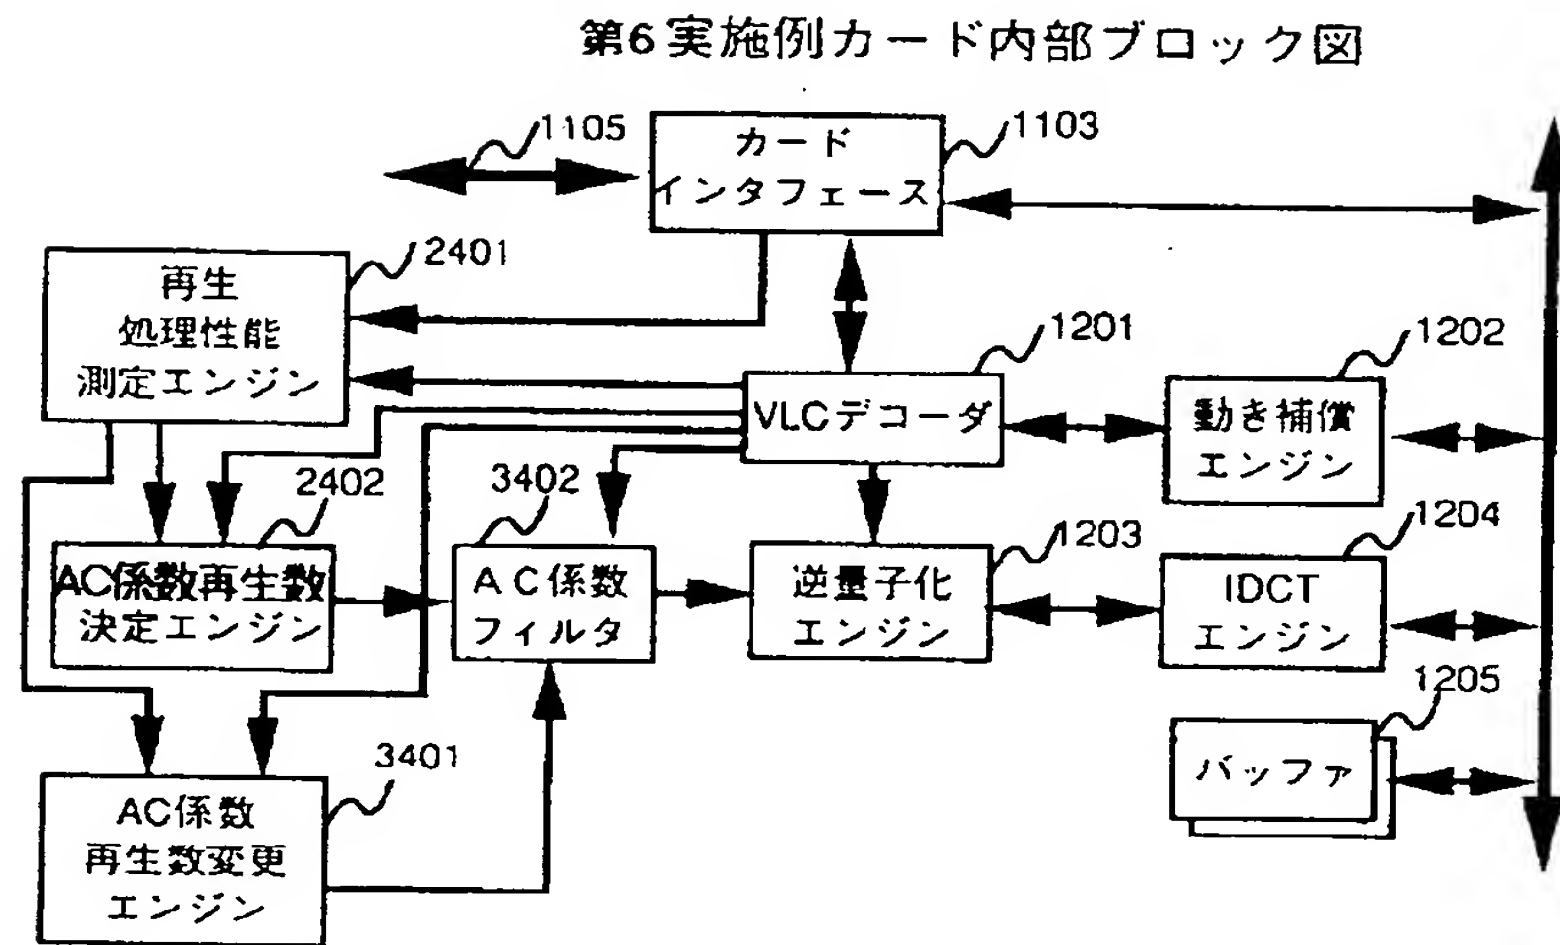 第6実施例カード内部ブロック図
1105
カード
インタフェース
1103
再生
処理性能
測定エンジン
2401
VLCデコーダ
1201
動き補償
エンジン
1202
AC係数再生数
決定エンジン
2402
AC係数
フィルタ
3402
逆量子化
エンジン
1203
IDCT
エンジン
1204
バッファ
1205
AC係数
再生数変更
エンジン
3401